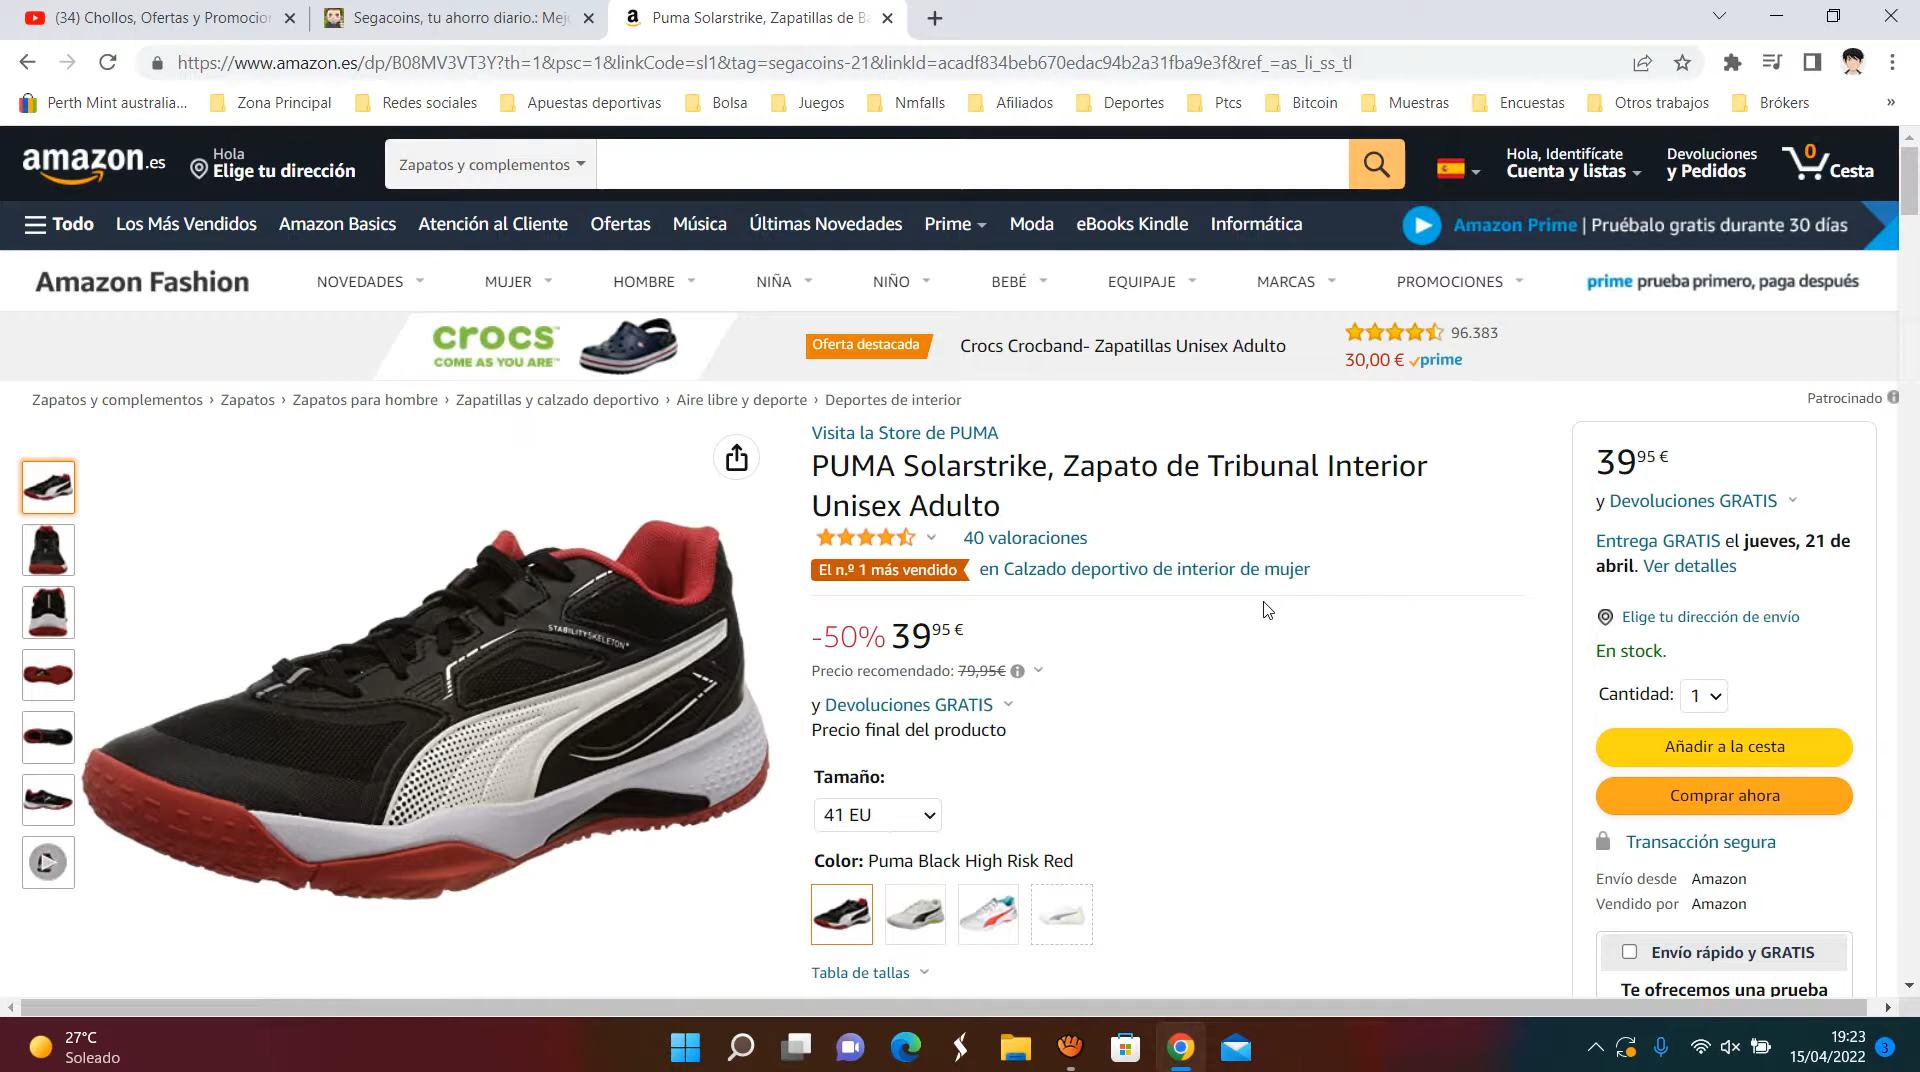 (34) Chollos, Ofertas y Promocio
Segacoins, tu ahorro diario.: Mej
Puma Solarstrike, Zapatillas de Ba
https://www.amazon.es/dp/B08MV3VT3Y?th=1&psc=1&linkCode=sl1&tag=segacoins-21&linkId=acadf834beb670edac94b2a31fba9e3f&ref_=as_li_ss_tl
Perth Mint australia... Zona Principal Redes sociales Apuestas deportivas Bolsa Juegos Nmfalls Afiliados Deportes Ptcs Bitcoin Muestras Encuestas Otros trabajos Brókers »
amazon.es
Hola
Elige tu dirección
Zapatos y complementos
Hola, Identifícate
Cuenta y listas
Devoluciones
y Pedidos
0
Cesta
Todo Los Más Vendidos Amazon Basics Atención al Cliente Ofertas Música Últimas Novedades Prime Moda eBooks Kindle Informática
Amazon Prime | Pruébalo gratis durante 30 días
Amazon Fashion NOVEDADES MUJER HOMBRE NIÑA NIÑO BEBÉ EQUIPAJE MARCAS PROMOCIONES prime prueba primero, paga después
crocs™
COME AS YOU ARE™
Oferta destacada
Crocs Crocband- Zapatillas Unisex Adulto
96.383
30,00 € prime
Zapatos y complementos › Zapatos › Zapatos para hombre › Zapatillas y calzado deportivo › Aire libre y deporte › Deportes de interior
Patrocinado
Visita la Store de PUMA
PUMA Solarstrike, Zapato de Tribunal Interior
Unisex Adulto
40 valoraciones
El n.º 1 más vendido en Calzado deportivo de interior de mujer
-50% 39 95 €
Precio recomendado: 79,95€
y Devoluciones GRATIS
Precio final del producto
Tamaño:
41 EU
Color: Puma Black High Risk Red
Tabla de tallas
STABILITYSKELETON
39 95 €
y Devoluciones GRATIS
Entrega GRATIS el jueves, 21 de
abril. Ver detalles
Elige tu dirección de envío
En stock.
Cantidad: 1
Añadir a la cesta
Comprar ahora
Transacción segura
Envío desde Amazon
Vendido por Amazon
Envío rápido y GRATIS
Te ofrecemos una prueba
27°C
Soleado
19:23
15/04/2022
3